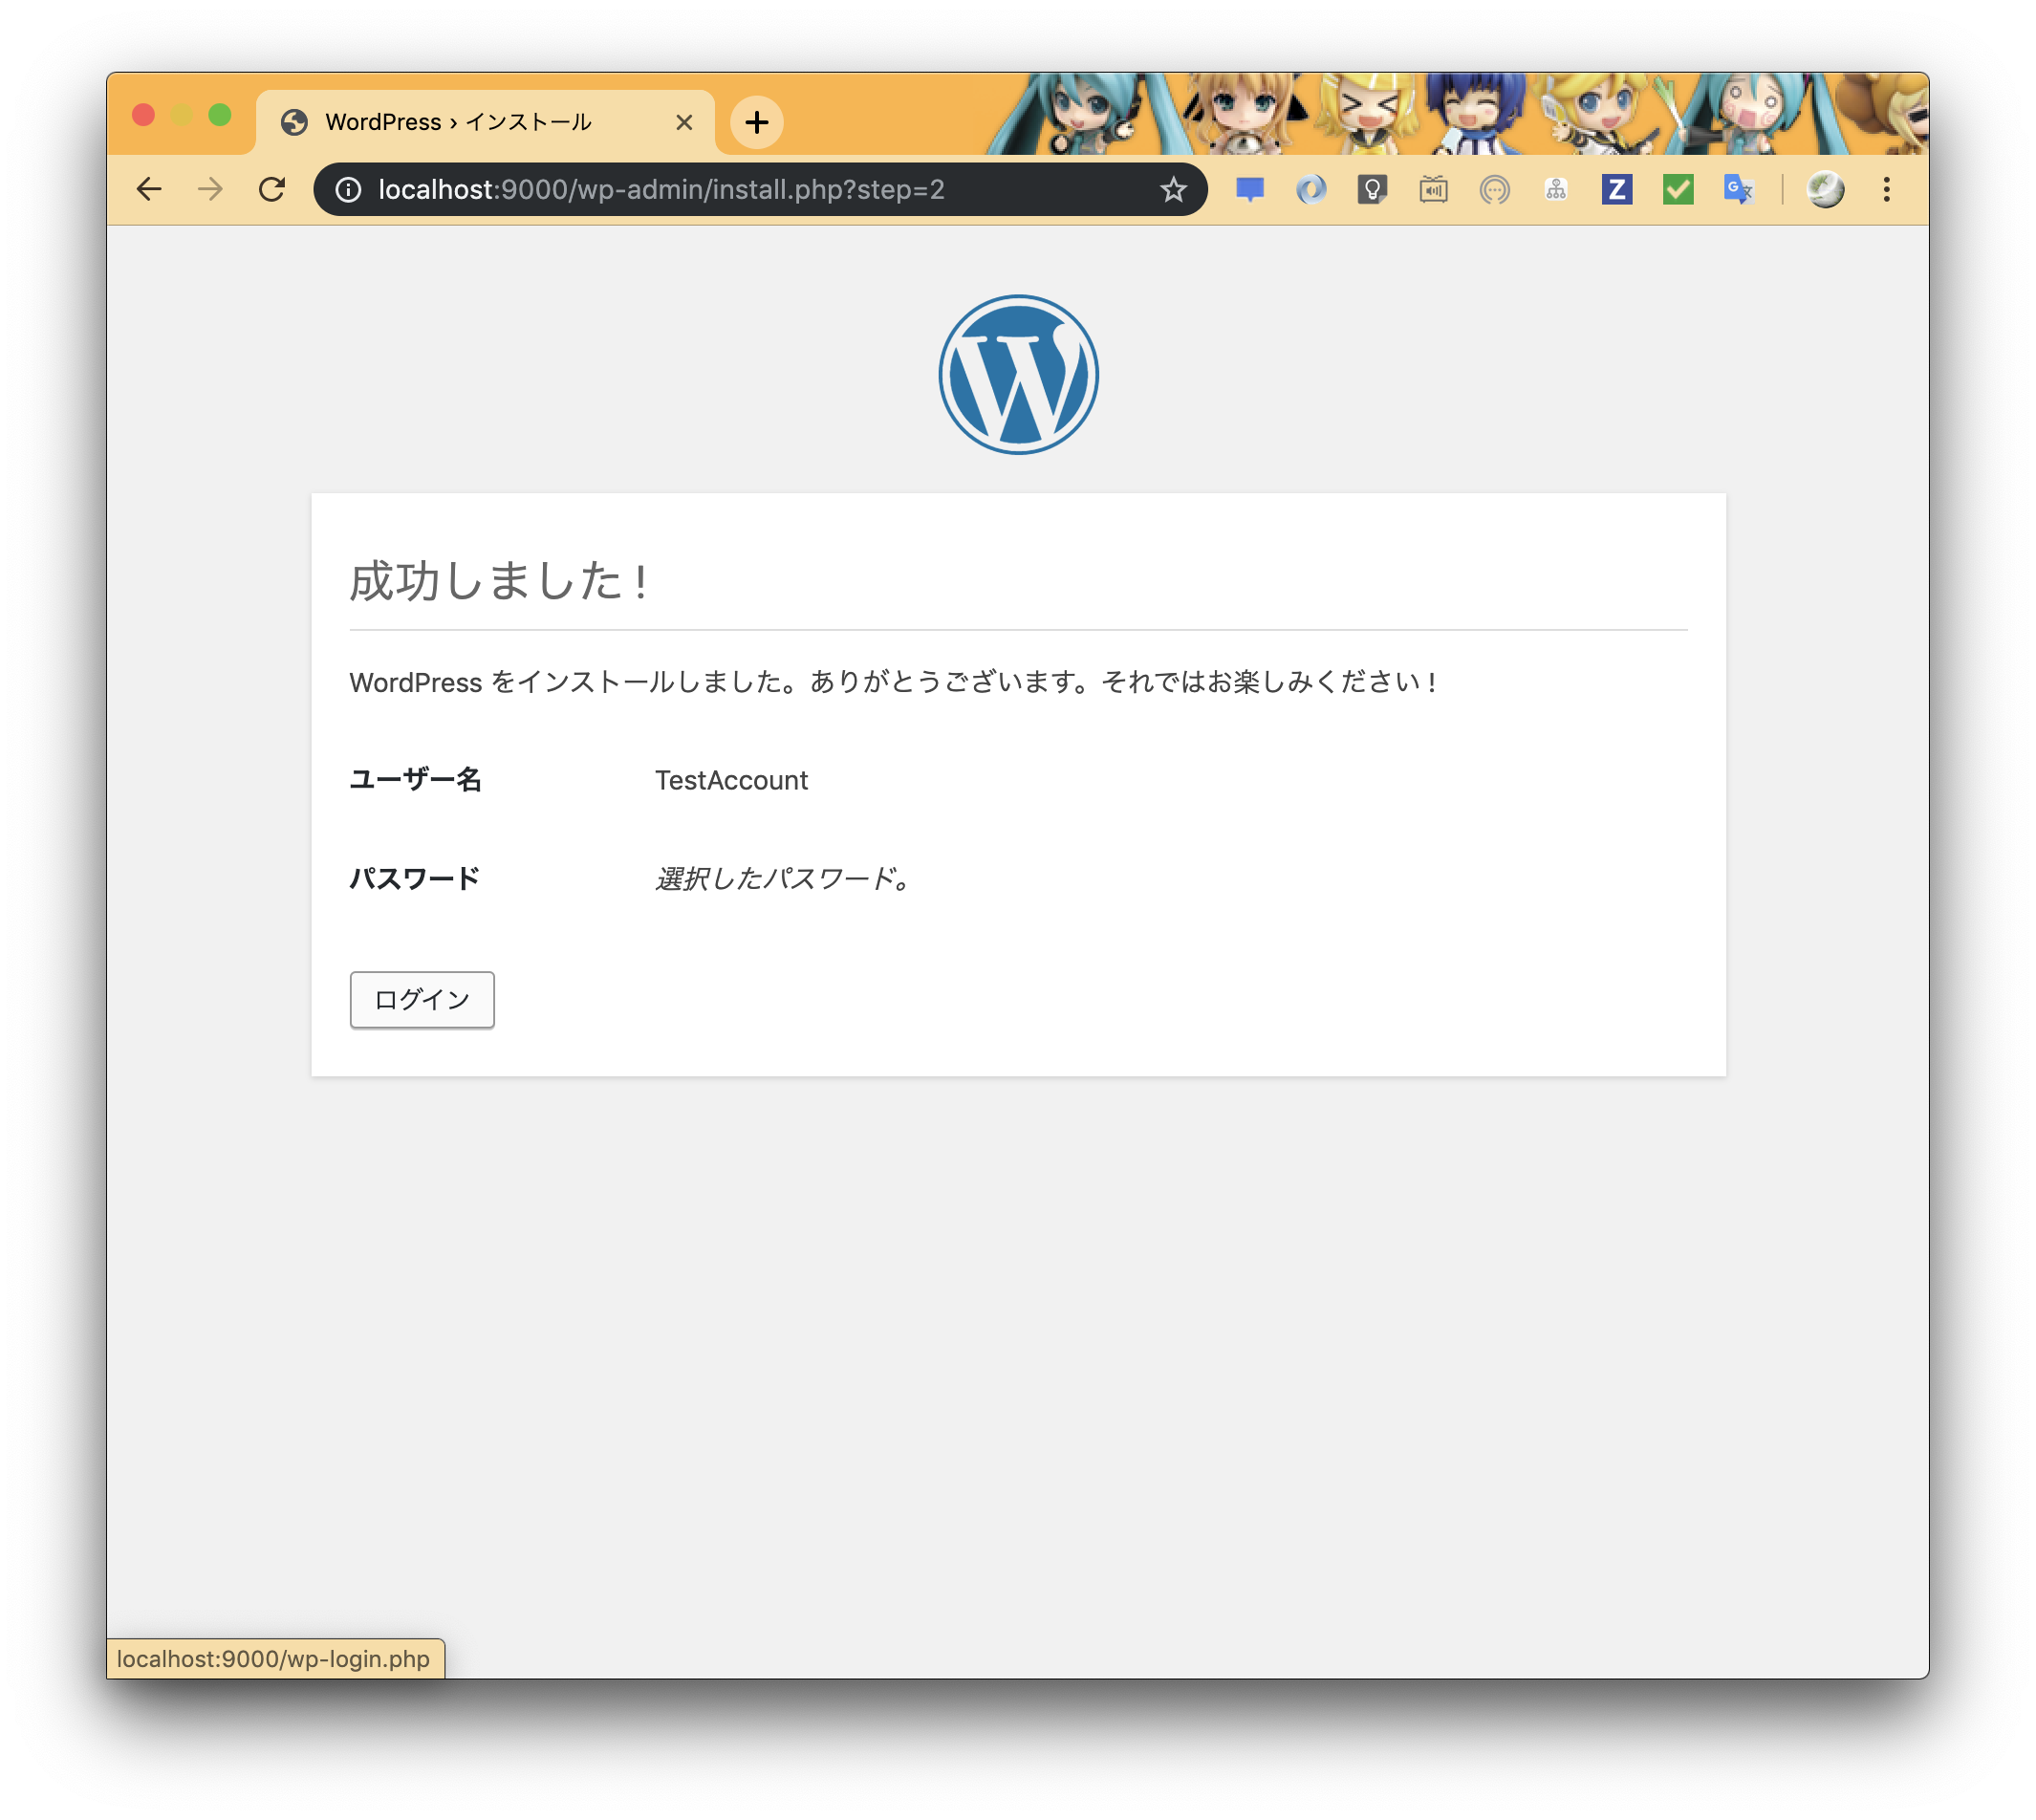 WordPress › インストール
localhost:9000/wp-admin/install.php?step=2
成功しました !
WordPress をインストールしました。ありがとうございます。それではお楽しみください !
ユーザー名 TestAccount
パスワード 選択したパスワード。
ログイン
localhost:9000/wp-login.php